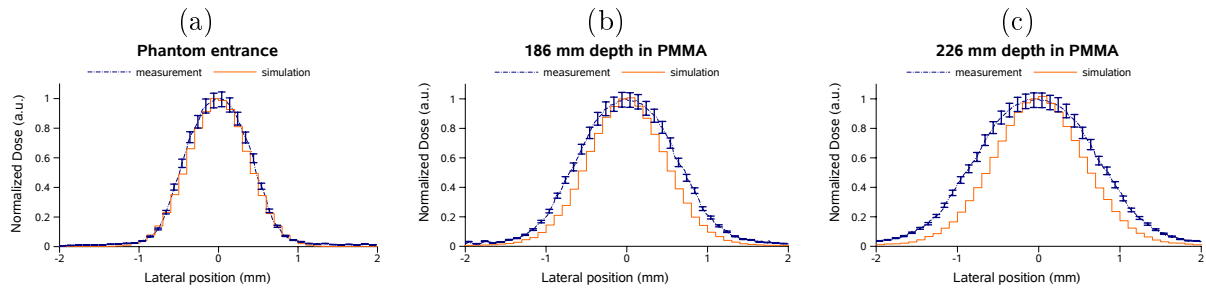 (a)
Phantom entrance
measurement simulation
Normalized Dose (a.u.)
1
0.8
0.6
0.4
0.2
0
-2 -1 0 1 2
Lateral position (mm)
(b)
186 mm depth in PMMA
measurement simulation
Normalized Dose (a.u.)
1
0.8
0.6
0.4
0.2
0
-2 -1 0 1 2
Lateral position (mm)
(c)
226 mm depth in PMMA
measurement simulation
Normalized Dose (a.u.)
1
0.8
0.6
0.4
0.2
0
-2 -1 0 1 2
Lateral position (mm)